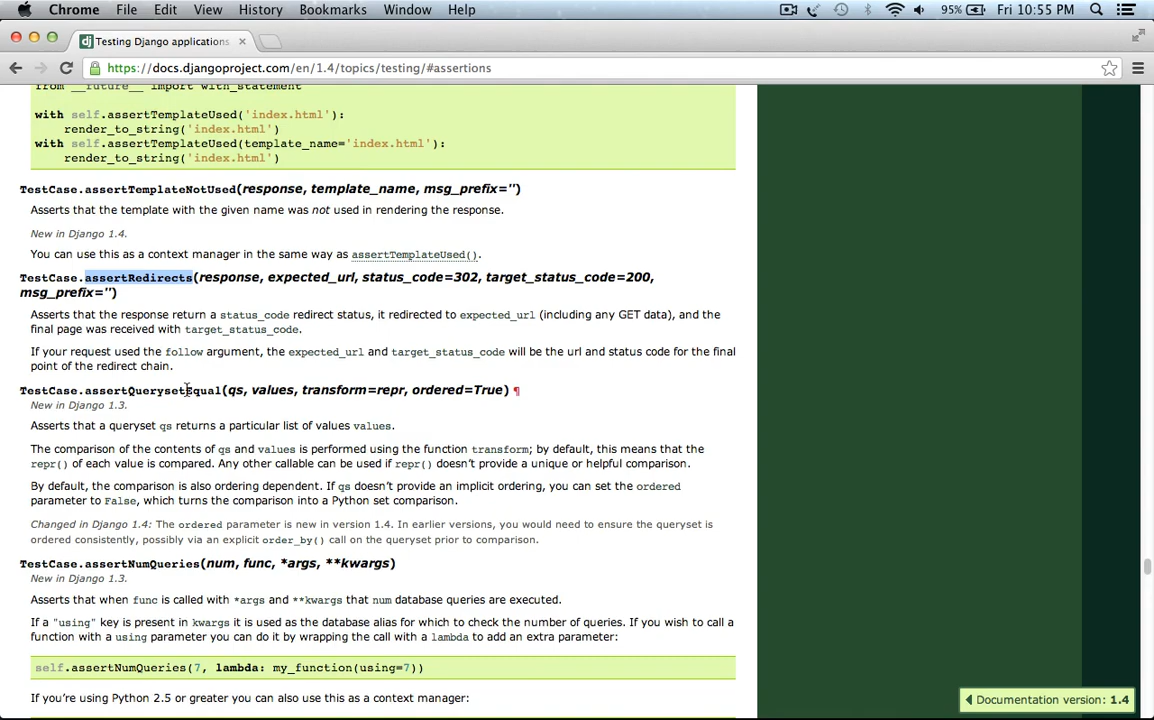 Chrome File Edit View History Bookmarks Window Help 95% Fri 10:55 PM
dj Testing Django applications
https://docs.djangoproject.com/en/1.4/topics/testing/#assertions
from __future__ import with_statement
with self.assertTemplateUsed('index.html'):
render_to_string('index.html')
with self.assertTemplateUsed(template_name='index.html'):
render_to_string('index.html')
TestCase.assertTemplateNotUsed(response, template_name, msg_prefix='')
Asserts that the template with the given name was not used in rendering the response.
New in Django 1.4.
You can use this as a context manager in the same way as assertTemplateUsed().
TestCase.assertRedirects(response, expected_url, status_code=302, target_status_code=200,
msg_prefix='')
Asserts that the response return a status_code redirect status, it redirected to expected_url (including any GET data), and the
final page was received with target_status_code.
If your request used the follow argument, the expected_url and target_status_code will be the url and status code for the final
point of the redirect chain.
TestCase.assertQuerysetEqual(qs, values, transform=repr, ordered=True) ¶
New in Django 1.3.
Asserts that a queryset qs returns a particular list of values values.
The comparison of the contents of qs and values is performed using the function transform; by default, this means that the
repr() of each value is compared. Any other callable can be used if repr() doesn't provide a unique or helpful comparison.
By default, the comparison is also ordering dependent. If qs doesn't provide an implicit ordering, you can set the ordered
parameter to False, which turns the comparison into a Python set comparison.
Changed in Django 1.4: The ordered parameter is new in version 1.4. In earlier versions, you would need to ensure the queryset is
ordered consistently, possibly via an explicit order_by() call on the queryset prior to comparison.
TestCase.assertNumQueries(num, func, *args, **kwargs)
New in Django 1.3.
Asserts that when func is called with *args and **kwargs that num database queries are executed.
If a "using" key is present in kwargs it is used as the database alias for which to check the number of queries. If you wish to call a
function with a using parameter you can do it by wrapping the call with a lambda to add an extra parameter:
self.assertNumQueries(7, lambda: my_function(using=7))
If you're using Python 2.5 or greater you can also use this as a context manager:
Documentation version: 1.4